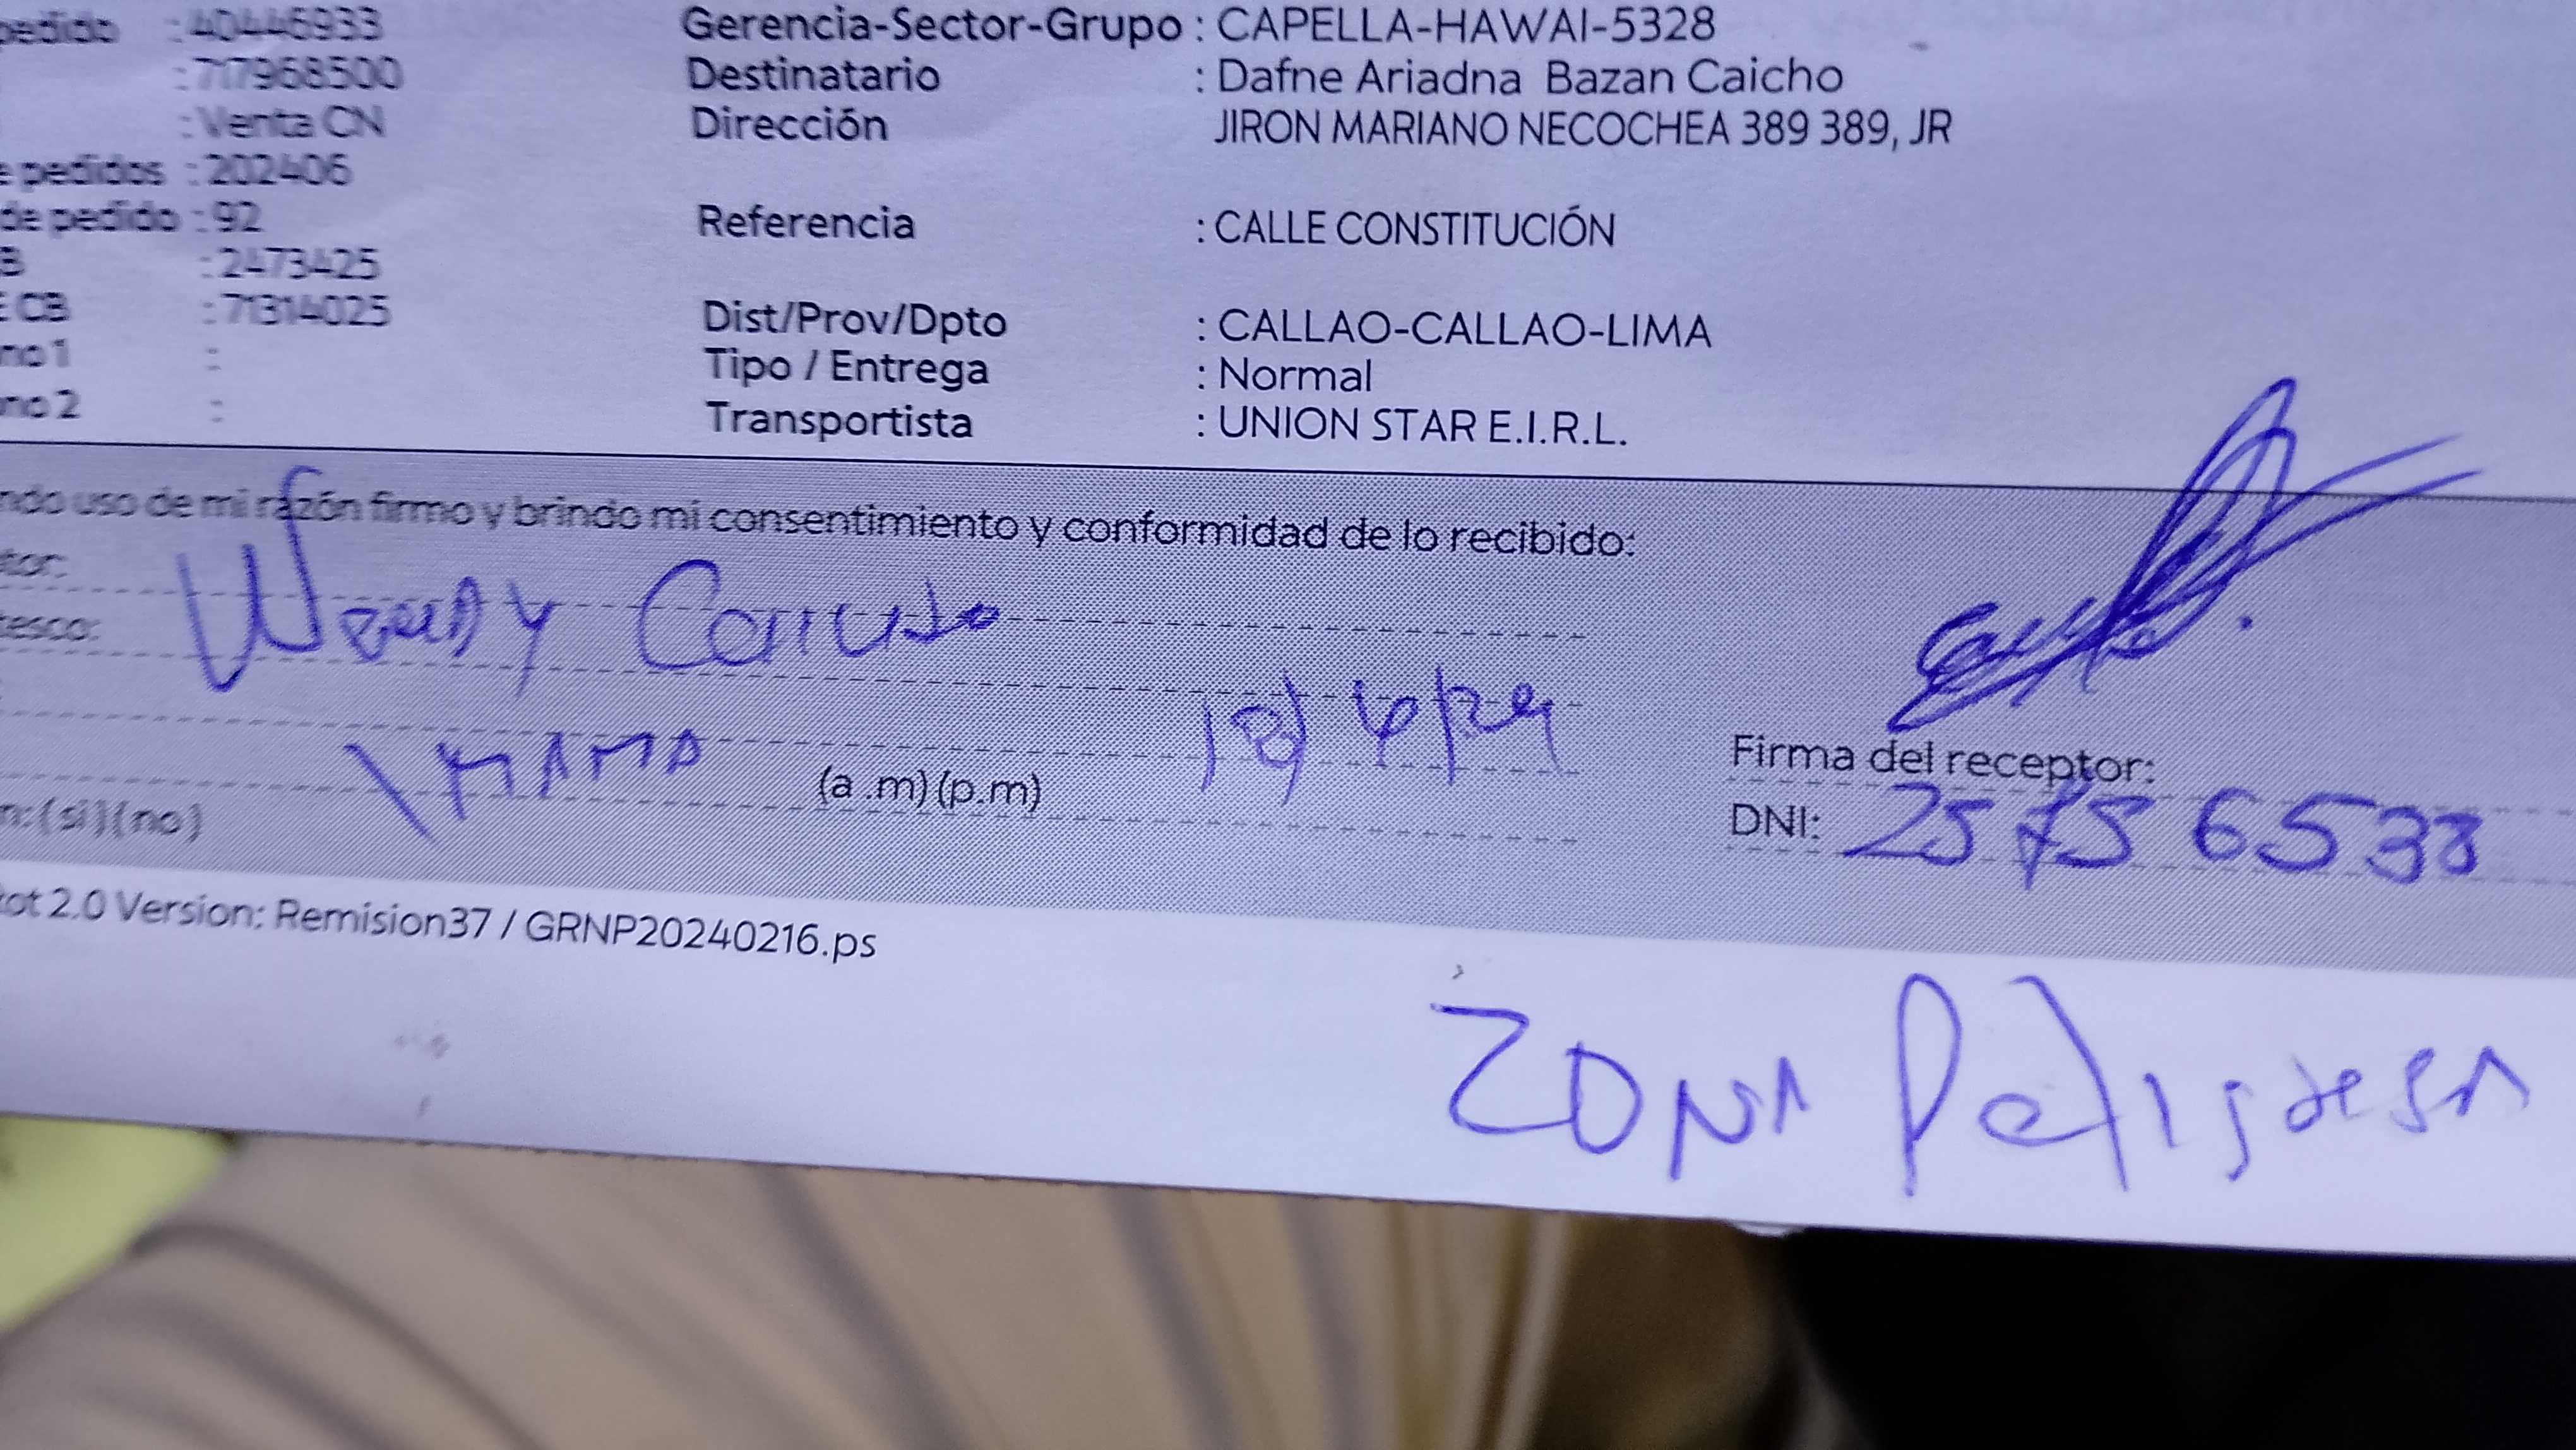 pedido : 40446933 Gerencia-Sector-Grupo : CAPELLA-HAWAI-5328
: 717968500 Destinatario : Dafne Ariadna Bazan Caicho
: Venta CN Dirección JIRON MARIANO NECOCHEA 389 389, JR
e pedidos : 202406
de pedido : 92 Referencia : CALLE CONSTITUCIÓN
B : 2473425
E CB : 71314025 Dist/Prov/Dpto : CALLAO-CALLAO-LIMA
no 1 : Tipo / Entrega : Normal
no 2 : Transportista : UNION STAR E.I.R.L.
ndo uso de mi razón firmo y brindo mi consentimiento y conformidad de lo recibido:
tor:
tesco: Wendy
MAMA (a .m)(p.m) Firma del receptor:
n:(si)(no) DNI: 25756538
ot 2.0 Version: Remision37 / GRNP20240216.ps
ZONA Peligrosa